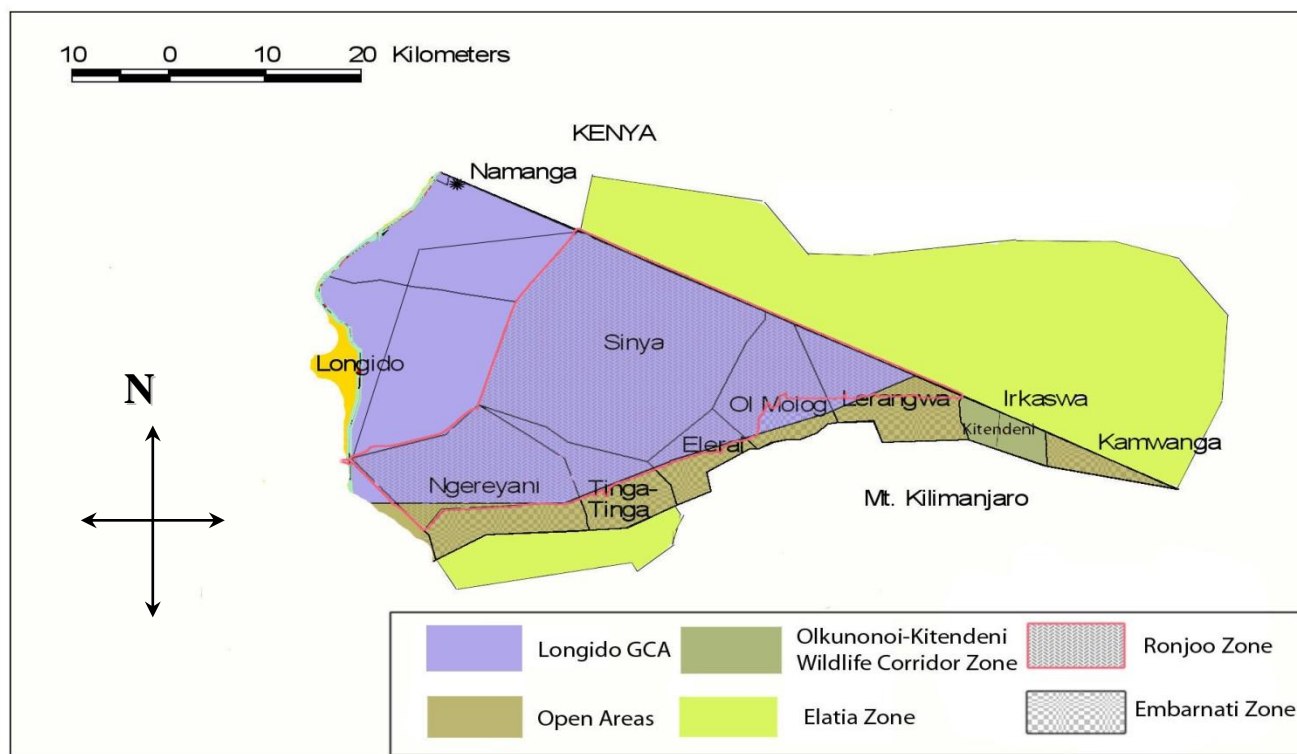 10 0 10 20 Kilometers
KENYA
Namanga
Sinya
Longido
N
Ol Moiog
Lerangwa
Irkaswa
Kitendeni
Kamwanga
Elerai
Ngereyani
Tinga-
Tinga
Mt. Kilimanjaro
Longido GCA
Olkunonoi-Kitendeni
Wildlife Corridor Zone
Ronjoo Zone
Open Areas
Elatia Zone
Embarnati Zone